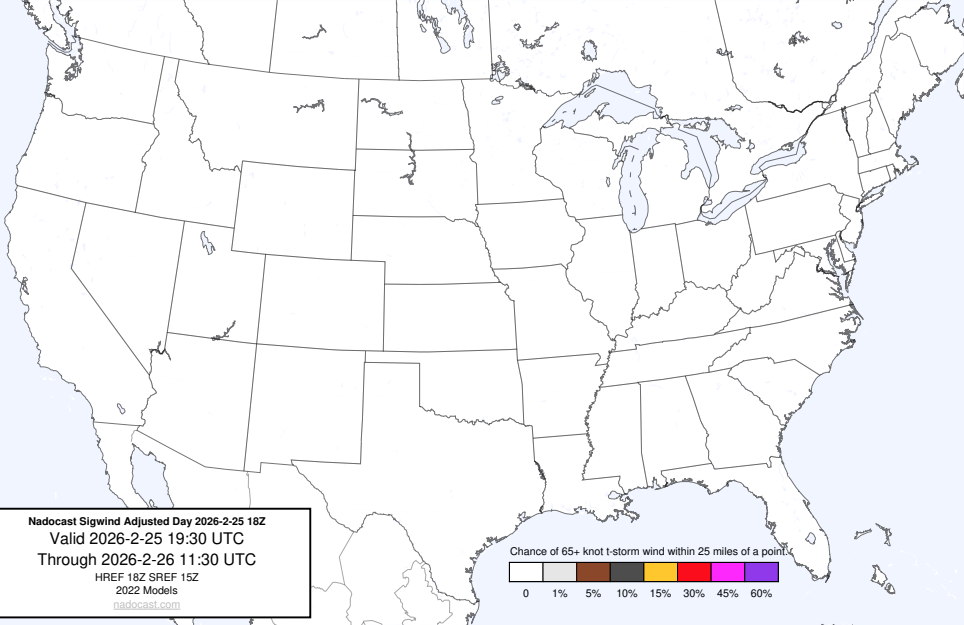 Nadocast Sigwind Adjusted Day 2026-2-25 18Z
Valid 2026-2-25 19:30 UTC
Through 2026-2-26 11:30 UTC
HREF 18Z SREF 15Z
2022 Models
nadocast.com
Chance of 65+ knot t-storm wind within 25 miles of a point.
0 1% 5% 10% 15% 30% 45% 60%